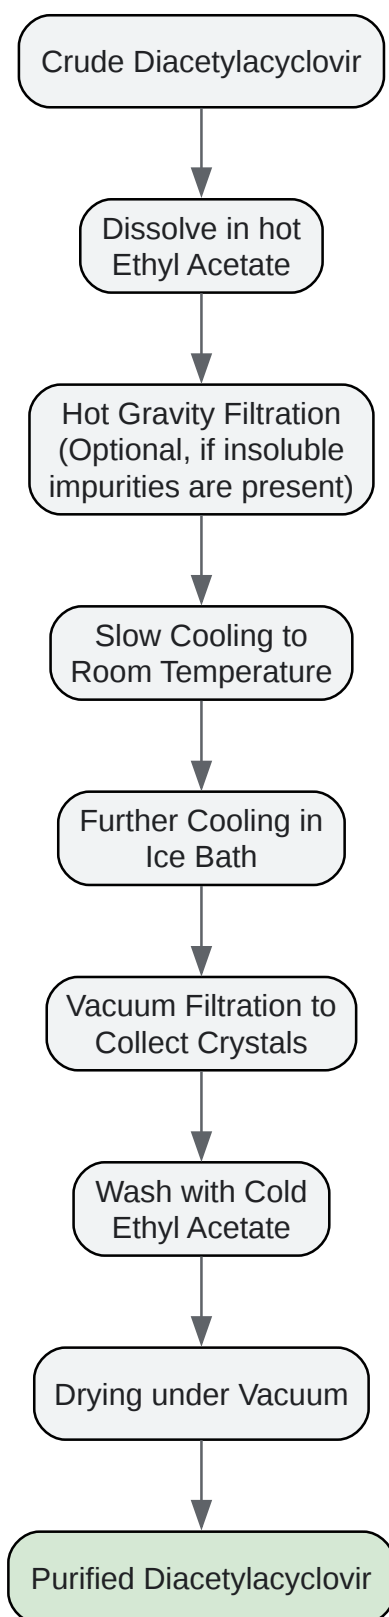 Crude Diacetylacyclovir
Dissolve in hot
Ethyl Acetate
Hot Gravity Filtration
(Optional, if insoluble
impurities are present)
Slow Cooling to
Room Temperature
Further Cooling in
Ice Bath
Vacuum Filtration to
Collect Crystals
Wash with Cold
Ethyl Acetate
Drying under Vacuum
Purified Diacetylacyclovir